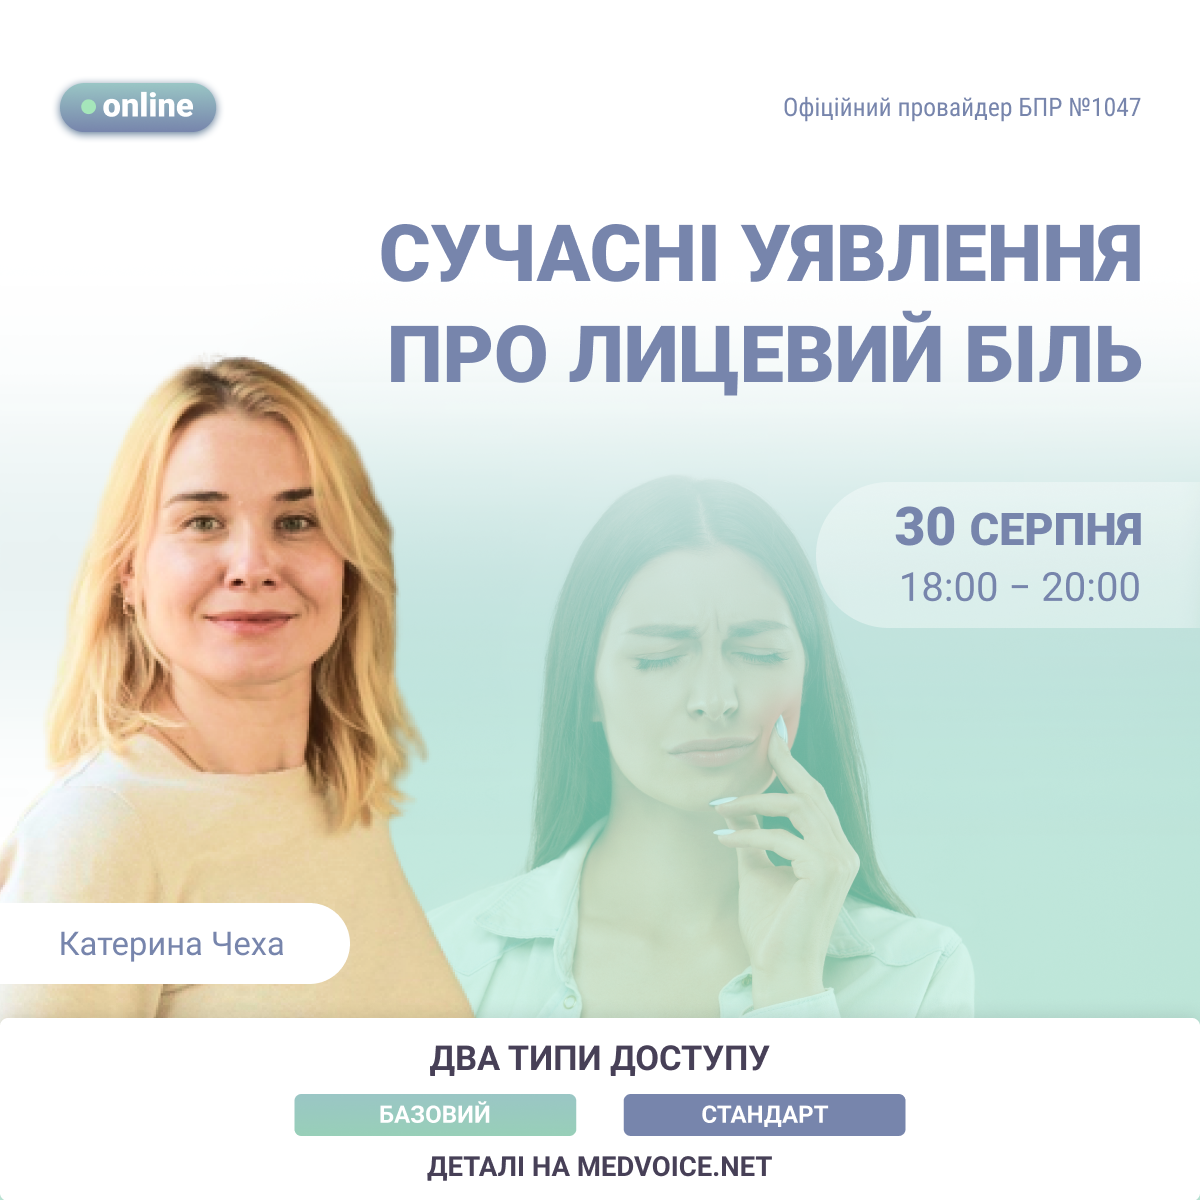 online
Офіційний провайдер БПР №1047
СУЧАСНІ УЯВЛЕННЯ
ПРО ЛИЦЕВИЙ БІЛЬ
30 СЕРПНЯ
18:00 – 20:00
Катерина Чеха
ДВА ТИПИ ДОСТУПУ
БАЗОВИЙ
СТАНДАРТ
ДЕТАЛІ НА MEDVOICE.NET